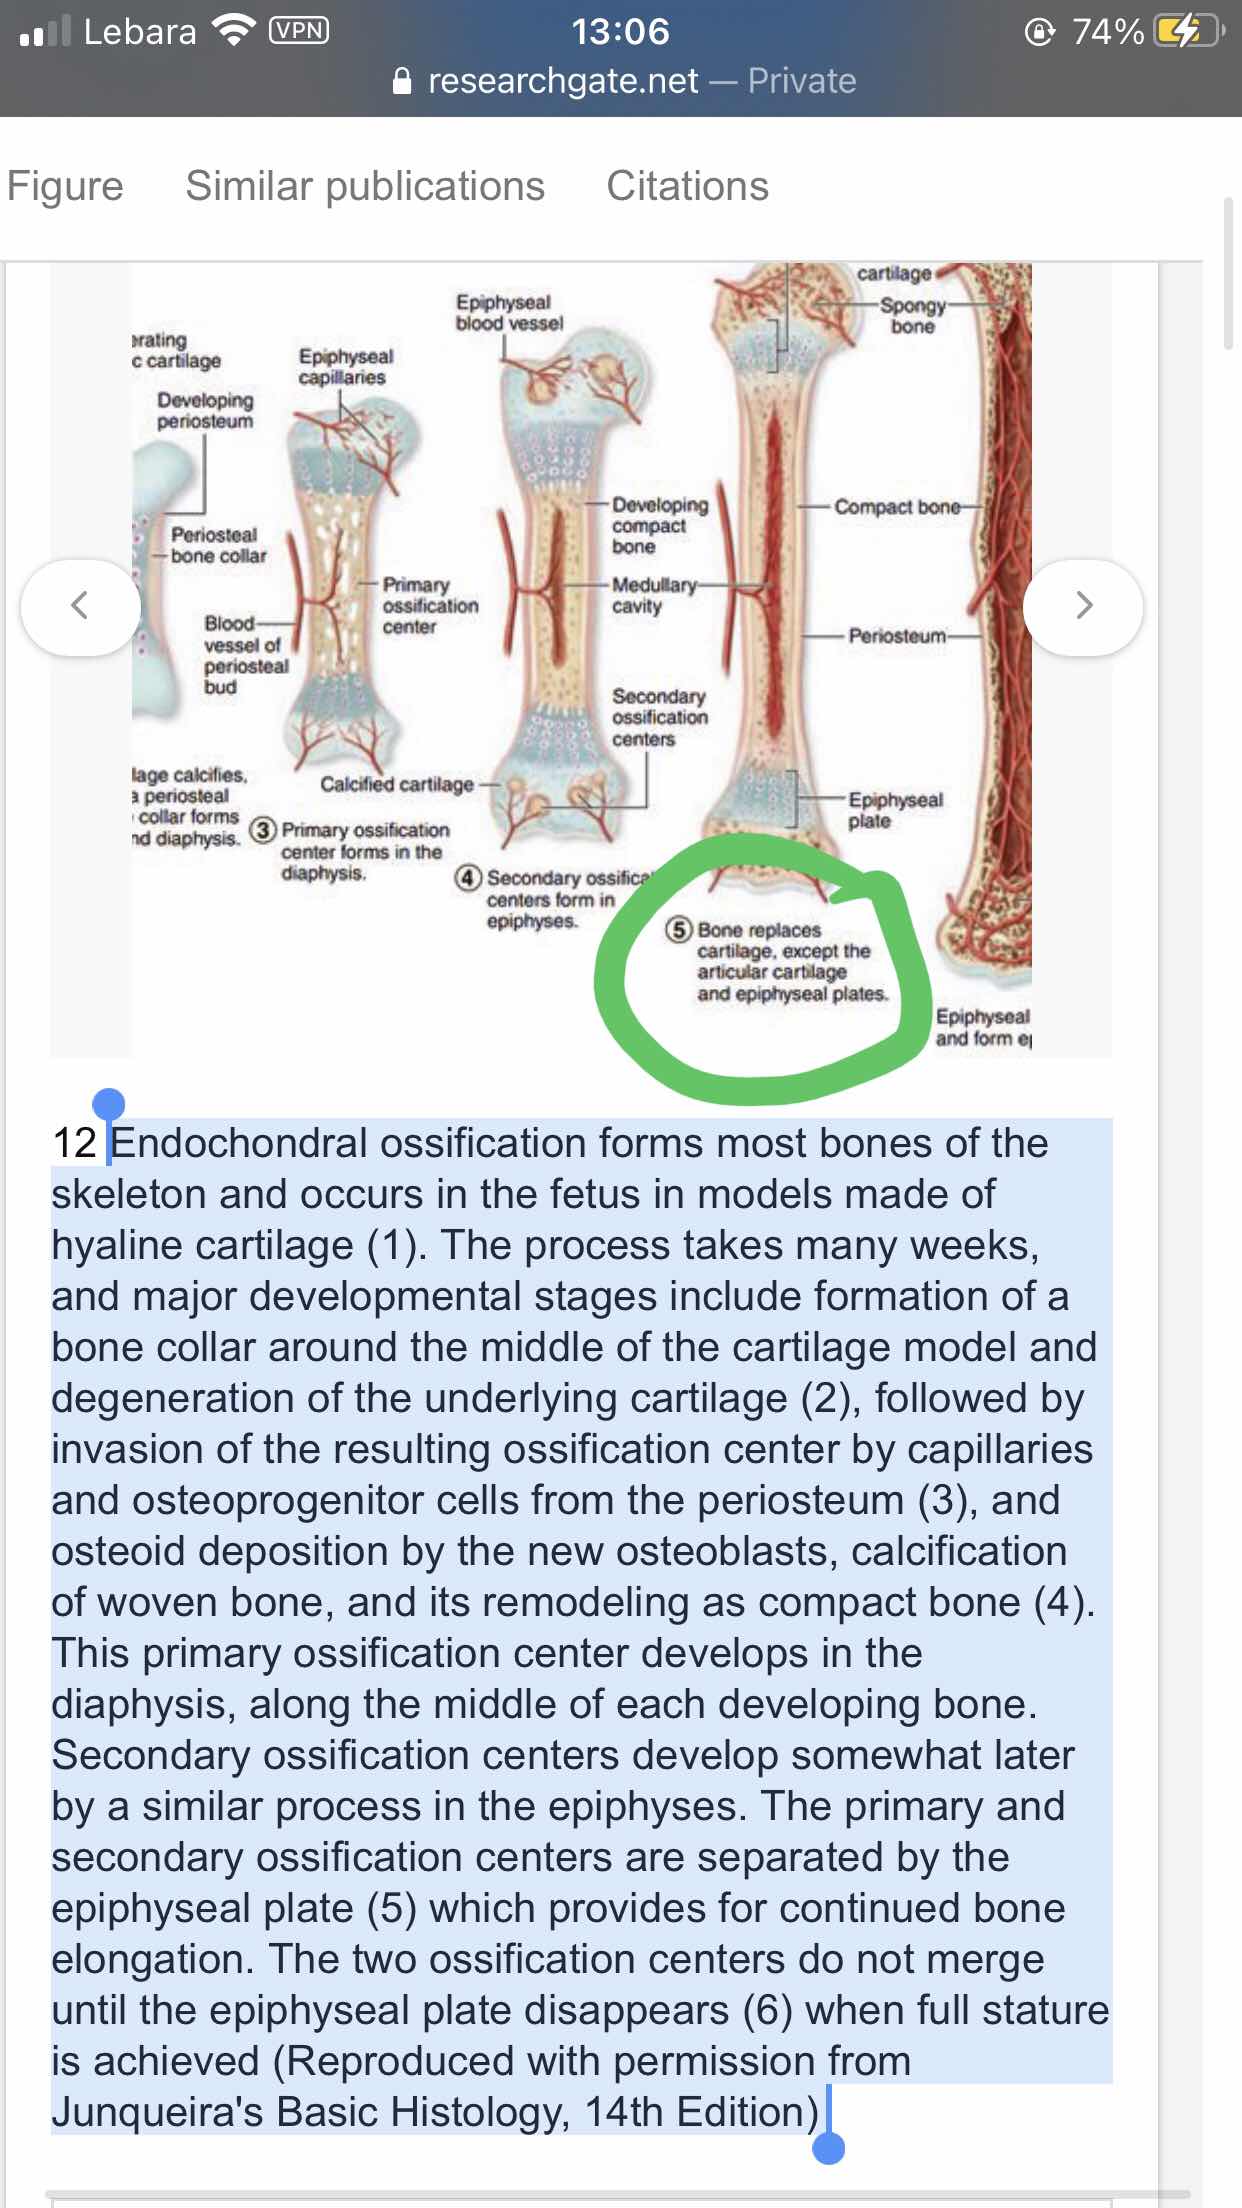 Lebara VPN 13:06 74%
researchgate.net — Private
Figure Similar publications Citations
cartilage
Spongy
bone
Epiphyseal
blood vessel
erating
c cartilage
Epiphyseal
capillaries
Developing
periosteum
Periosteal
bone collar
Developing
compact
bone
Compact bone
Primary
ossification
center
Medullary
cavity
Blood
vessel of
periosteal
bud
Periosteum
Secondary
ossification
centers
lage calcifies,
a periosteal
collar forms
nd diaphysis.
Calcified cartilage
Epiphyseal
plate
3 Primary ossification
center forms in the
diaphysis.
4 Secondary ossifica
centers form in
epiphyses.
5 Bone replaces
cartilage, except the
articular cartilage
and epiphyseal plates.
Epiphyseal
and form ep
12 Endochondral ossification forms most bones of the
skeleton and occurs in the fetus in models made of
hyaline cartilage (1). The process takes many weeks,
and major developmental stages include formation of a
bone collar around the middle of the cartilage model and
degeneration of the underlying cartilage (2), followed by
invasion of the resulting ossification center by capillaries
and osteoprogenitor cells from the periosteum (3), and
osteoid deposition by the new osteoblasts, calcification
of woven bone, and its remodeling as compact bone (4).
This primary ossification center develops in the
diaphysis, along the middle of each developing bone.
Secondary ossification centers develop somewhat later
by a similar process in the epiphyses. The primary and
secondary ossification centers are separated by the
epiphyseal plate (5) which provides for continued bone
elongation. The two ossification centers do not merge
until the epiphyseal plate disappears (6) when full stature
is achieved (Reproduced with permission from
Junqueira's Basic Histology, 14th Edition)